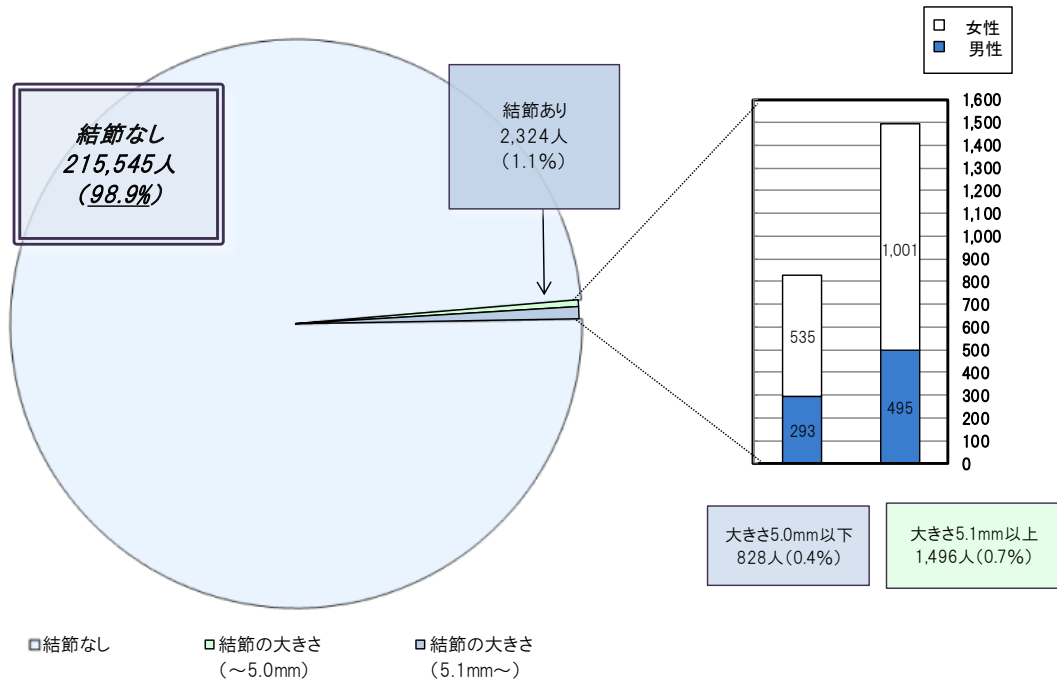 結節なし
215,545人
(98.9%)
結節あり
2,324人
(1.1%)
女性
男性
1,600
1,500
1,400
1,300
1,200
1,100
1,000
900
800
700
600
500
400
300
200
100
0
1,001
535
495
293
大きさ5.0mm以下
828人(0.4%)
大きさ5.1mm以上
1,496人(0.7%)
結節なし
結節の大きさ
(～5.0mm)
結節の大きさ
(5.1mm～)